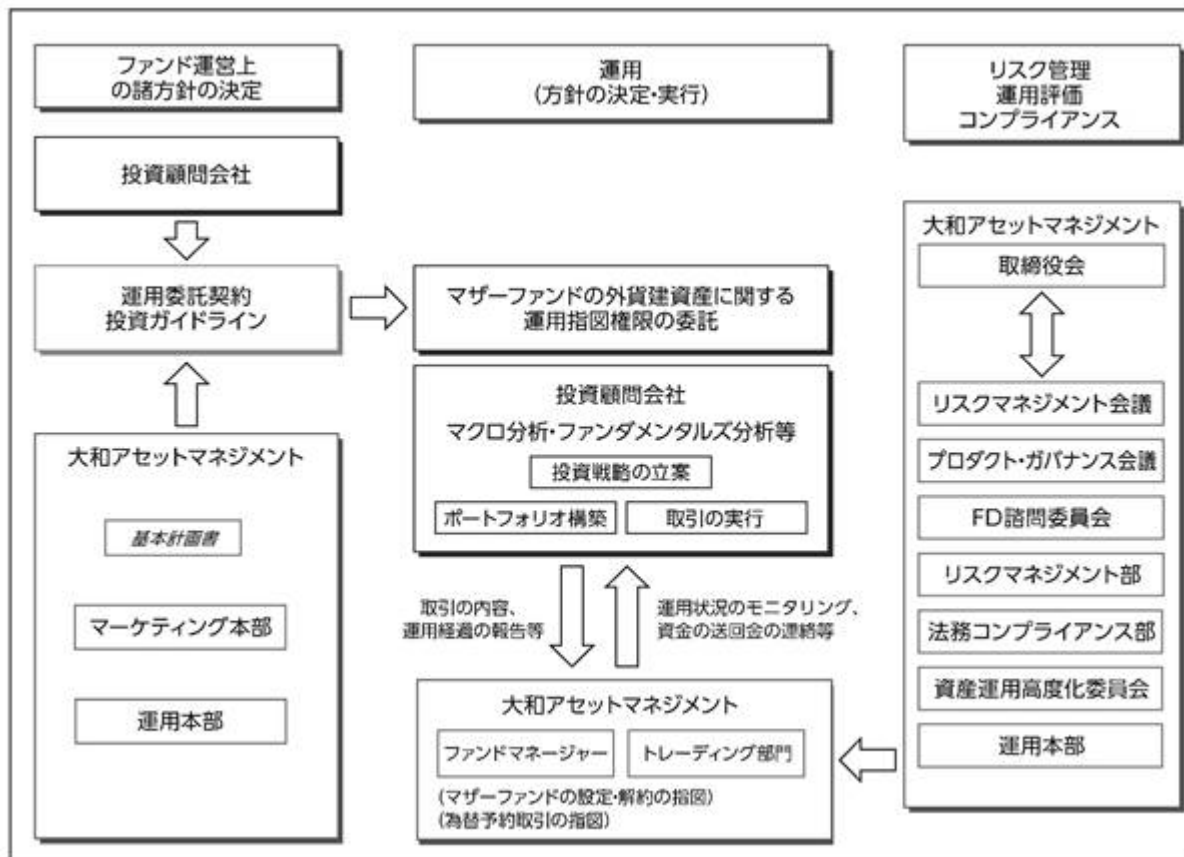 ファンド運営上
の諸方針の決定
投資顧問会社
運用委託契約
投資ガイドライン
大和アセットマネジメント
基本計画書
マーケティング本部
運用本部
運用
(方針の決定・実行)
マザーファンドの外貨建資産に関する
運用指図権限の委託
投資顧問会社
マクロ分析・ファンダメンタルズ分析等
投資戦略の立案
ポートフォリオ構築
取引の実行
取引の内容、
運用経過の報告等
運用状況のモニタリング、
資金の送回金の連絡等
大和アセットマネジメント
ファンドマネージャー
トレーディング部門
(マザーファンドの設定・解約の指図)
(為替予約取引の指図)
リスク管理
運用評価
コンプライアンス
大和アセットマネジメント
取締役会
リスクマネジメント会議
プロダクト・ガバナンス会議
FD諮問委員会
リスクマネジメント部
法務コンプライアンス部
資産運用高度化委員会
運用本部